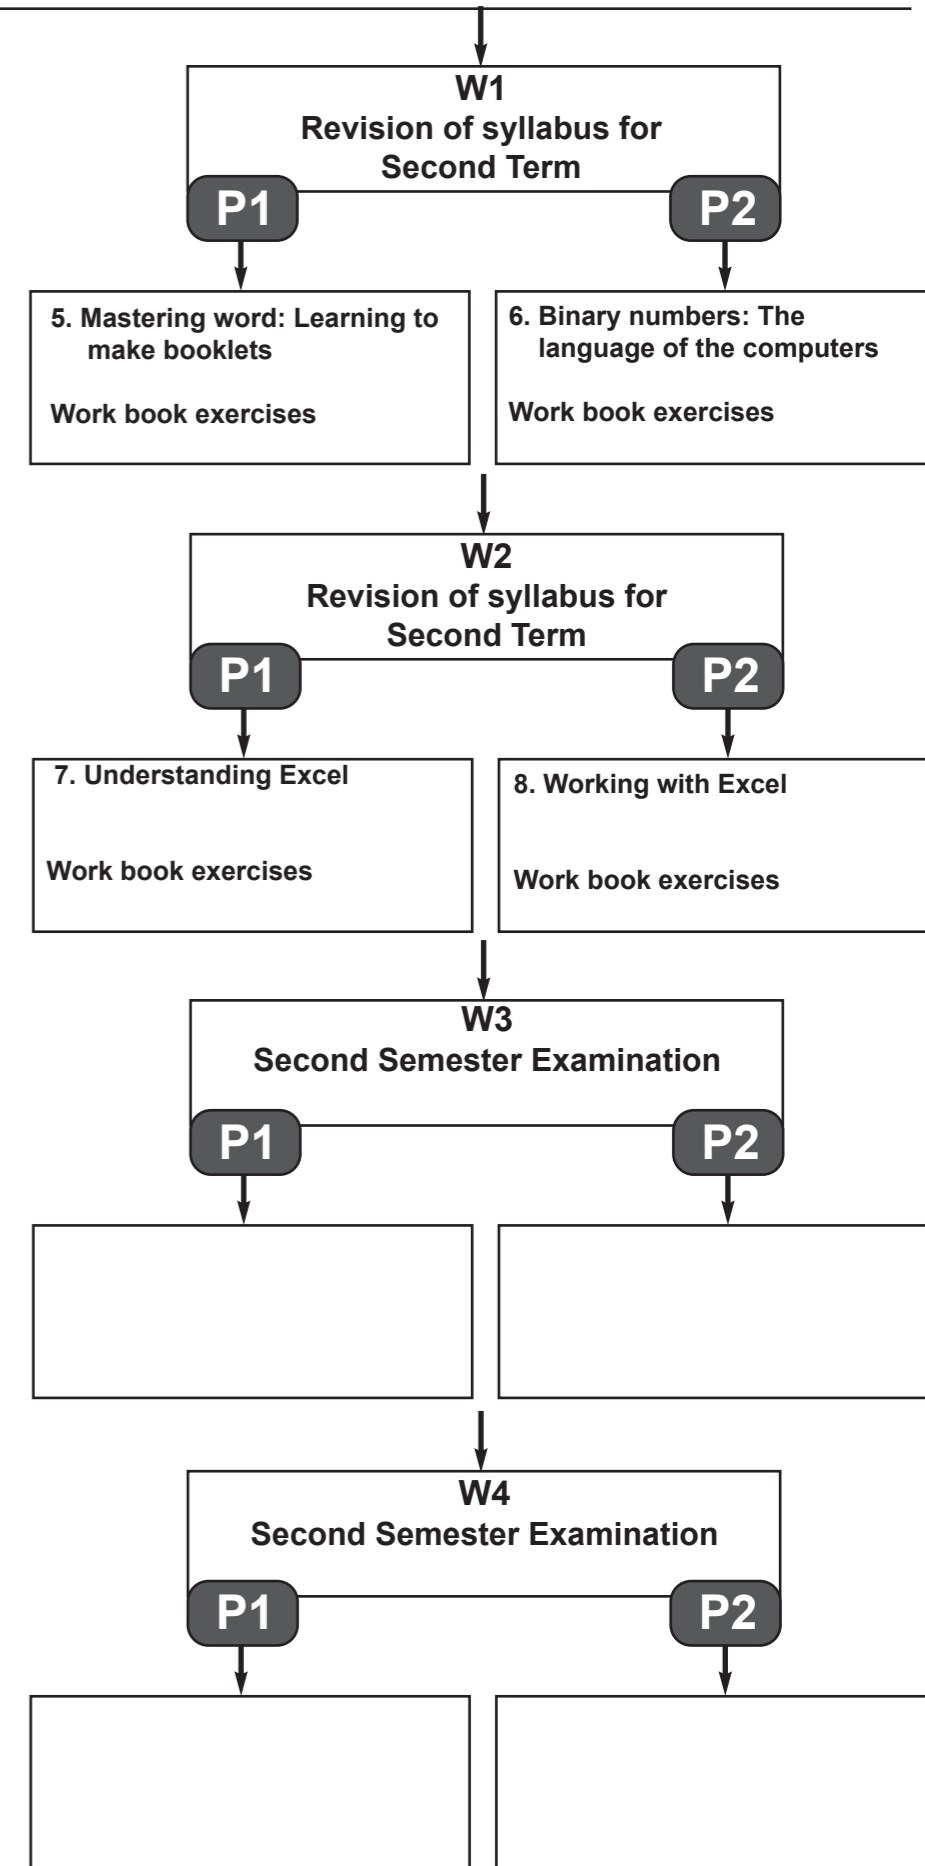 W1
Revision of syllabus for
Second Term
P1
P2
5. Mastering word: Learning to
make booklets
Work book exercises
6. Binary numbers: The
language of the computers
Work book exercises
W2
Revision of syllabus for
Second Term
P1
P2
7. Understanding Excel
Work book exercises
8. Working with Excel
Work book exercises
W3
Second Semester Examination
P1
P2
W4
Second Semester Examination
P1
P2